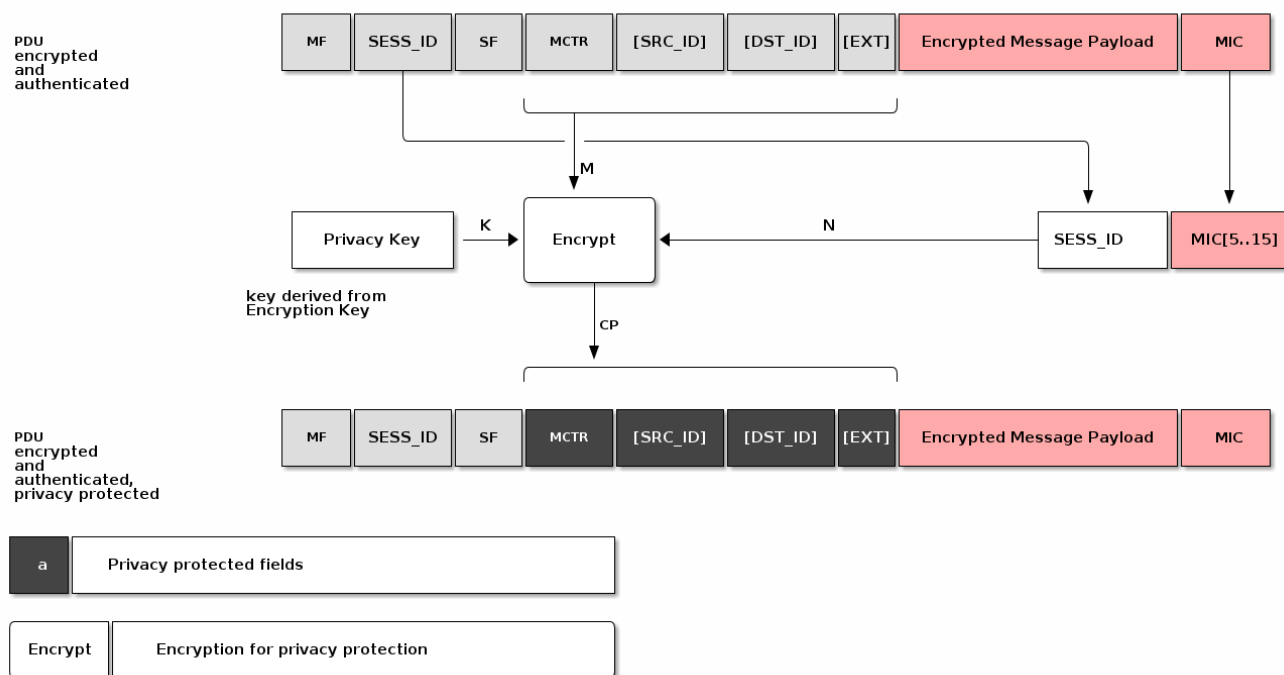 PDU
encrypted
and
authenticated
MF SESS_ID SF MCTR [SRC_ID] [DST_ID] [EXT] Encrypted Message Payload MIC
M
Privacy Key K Encrypt N SESS_ID MIC[5..15]
key derived from
Encryption Key
CP
PDU
encrypted
and
authenticated,
privacy protected
MF SESS_ID SF MCTR [SRC_ID] [DST_ID] [EXT] Encrypted Message Payload MIC
a Privacy protected fields
Encrypt Encryption for privacy protection